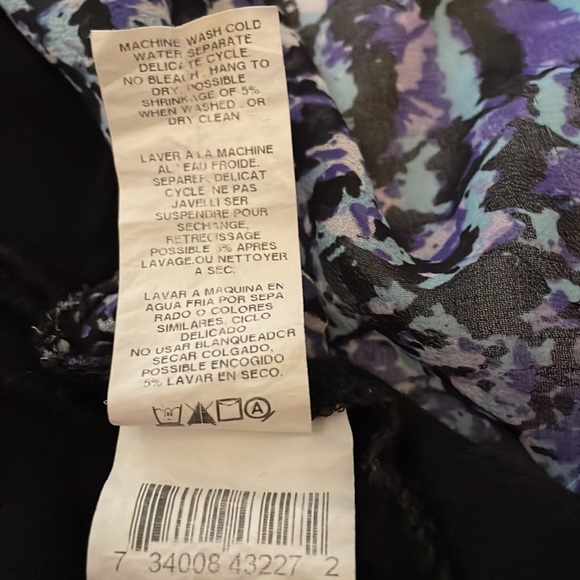 MACHINE WASH COLD
WATER SEPARATE
DELICATE CYCLE.
NO BLEACH . HANG TO
DRY. POSSIBLE
SHRINKAGE OF 5%
WHEN WASHED . OR
DRY CLEAN
LAVER A LA MACHINE
AL 'EAU FROIDE.
SEPARER DELICAT
CYCLE NE PAS
JAVELLI SER.
SUSPENDRE POUR
SECHANGE,
RETRECISSAGE
POSSIBLE 5% APRES
LAVAGE.OU NETTOYER
A SEC.
LAVAR A MAQUINA EN
AGUA FRIA POR SEPA
RADO O COLORES
SIMILARES, CICLO
DELICADO
NO USAR BLANQUEADOR
SECAR COLGADO,
POSSIBLE ENCOGIDO
5% LAVAR EN SECO.
A
7 34008 43227 2